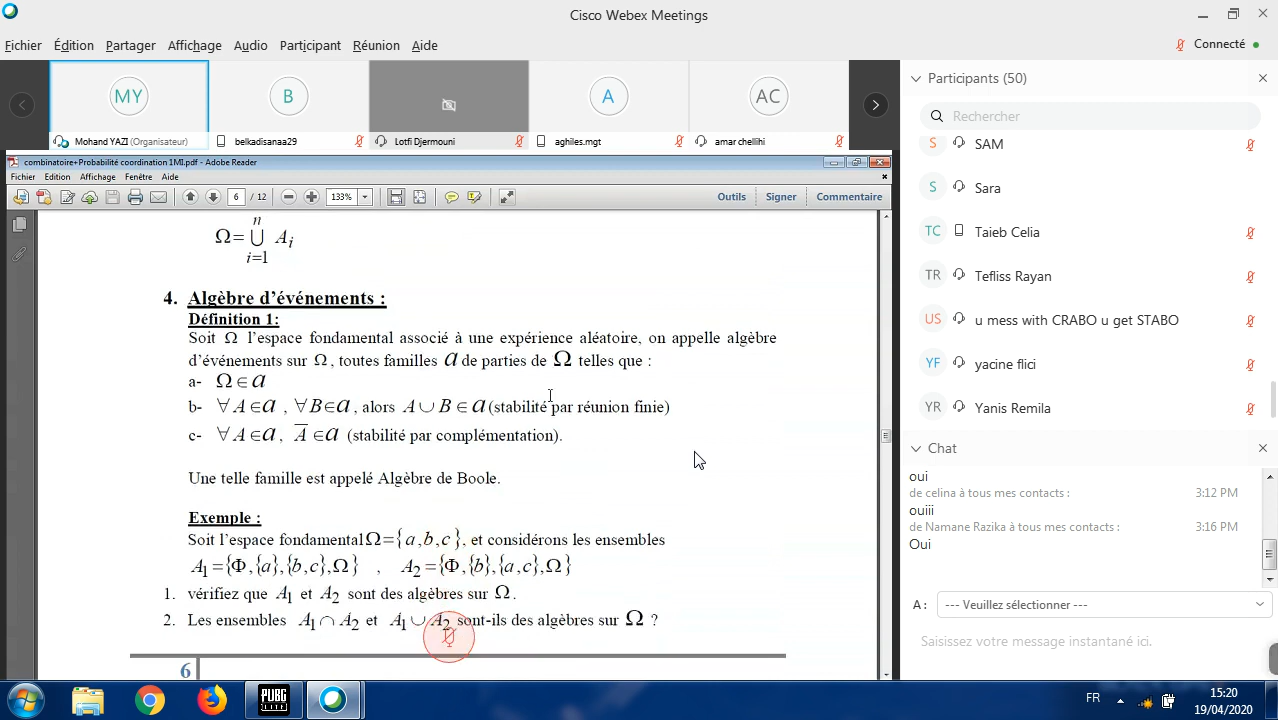 Cisco Webex Meetings
Fichier Édition Partager Affichage Audio Participant Réunion Aide
Connecté
MY B A AC
Mohand YAZI (Organisateur) belkadisanaa29 Lotfi Djermouni aghiles.mgt amar chellihi
combinatoire+Probabilité coordination 1MI.pdf - Adobe Reader
Fichier Edition Affichage Fenêtre Aide
6 / 12 133% Outils Signer Commentaire
n
Ω= ∪ Ai
i=1
4. Algèbre d’événements :
Définition 1:
Soit Ω l’espace fondamental associé à une expérience aléatoire, on appelle algèbre
d’événements sur Ω, toutes familles a de parties de Ω telles que :
a- Ω∈a
b- ∀A∈a , ∀B∈a, alors A∪B∈a (stabilité par réunion finie)
c- ∀A∈a, A̅∈a (stabilité par complémentation).
Une telle famille est appelé Algèbre de Boole.
Exemple :
Soit l’espace fondamental Ω={a,b,c}, et considérons les ensembles
A1={Φ,{a},{b,c},Ω} , A2={Φ,{b},{a,c},Ω}
1. vérifiez que A1 et A2 sont des algèbres sur Ω.
2. Les ensembles A1∩A2 et A1∪A2 sont-ils des algèbres sur Ω ?
6
Participants (50)
Rechercher
S SAM
S Sara
TC Taieb Celia
TR Tefliss Rayan
US u mess with CRABO u get STABO
YF yacine flici
YR Yanis Remila
Chat
oui
de celina à tous mes contacts : 3:12 PM
ouiii
de Namane Razika à tous mes contacts : 3:16 PM
Oui
A : --- Veuillez sélectionner ---
Saisissez votre message instantané ici.
PUBG
LITE
FR 15:20
19/04/2020